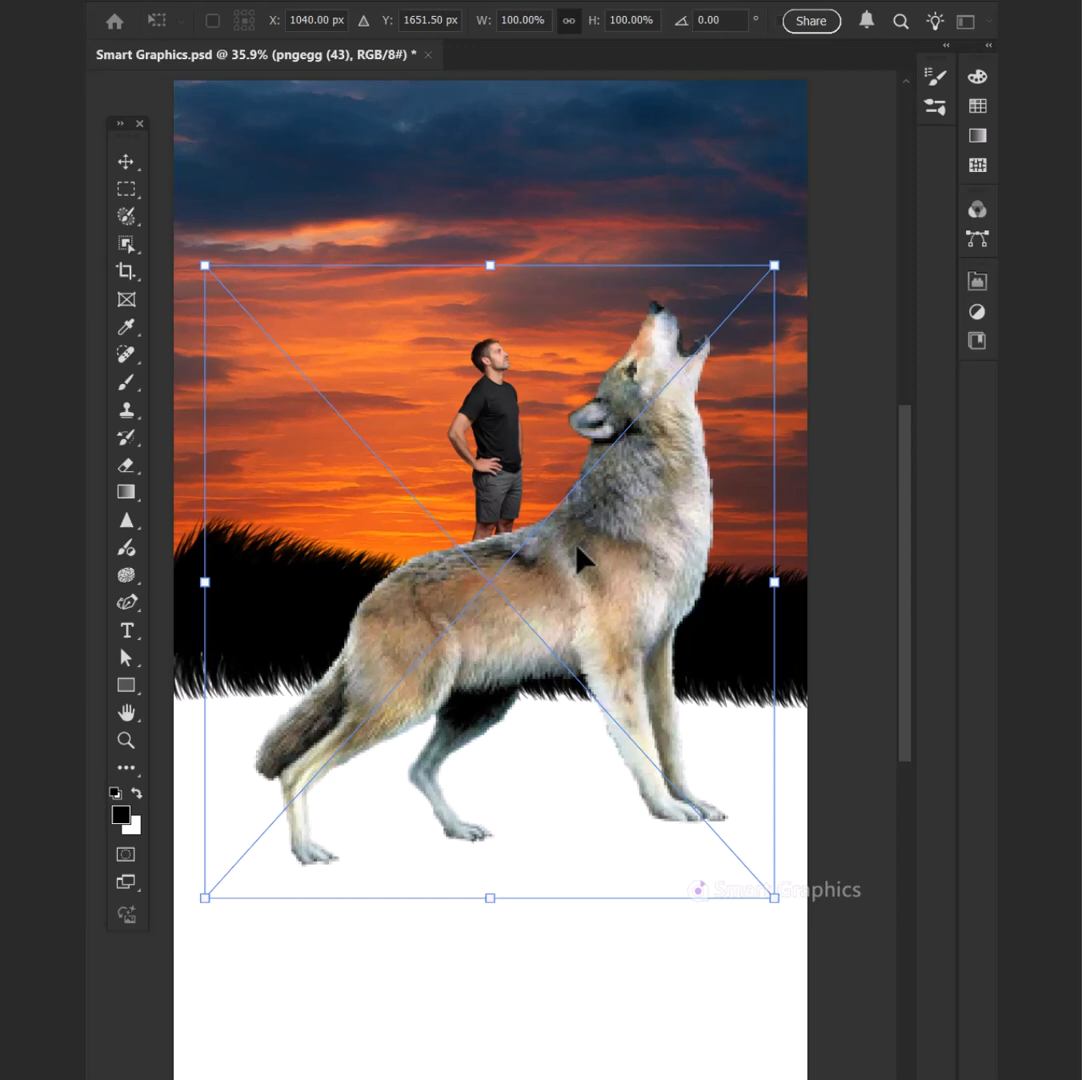 X: 1040.00 px Y: 1651.50 px W: 100.00% H: 100.00% 0.00 ° Share
Smart Graphics.psd @ 35.9% (pngegg (43), RGB/8#) * ×
T
Smart Graphics